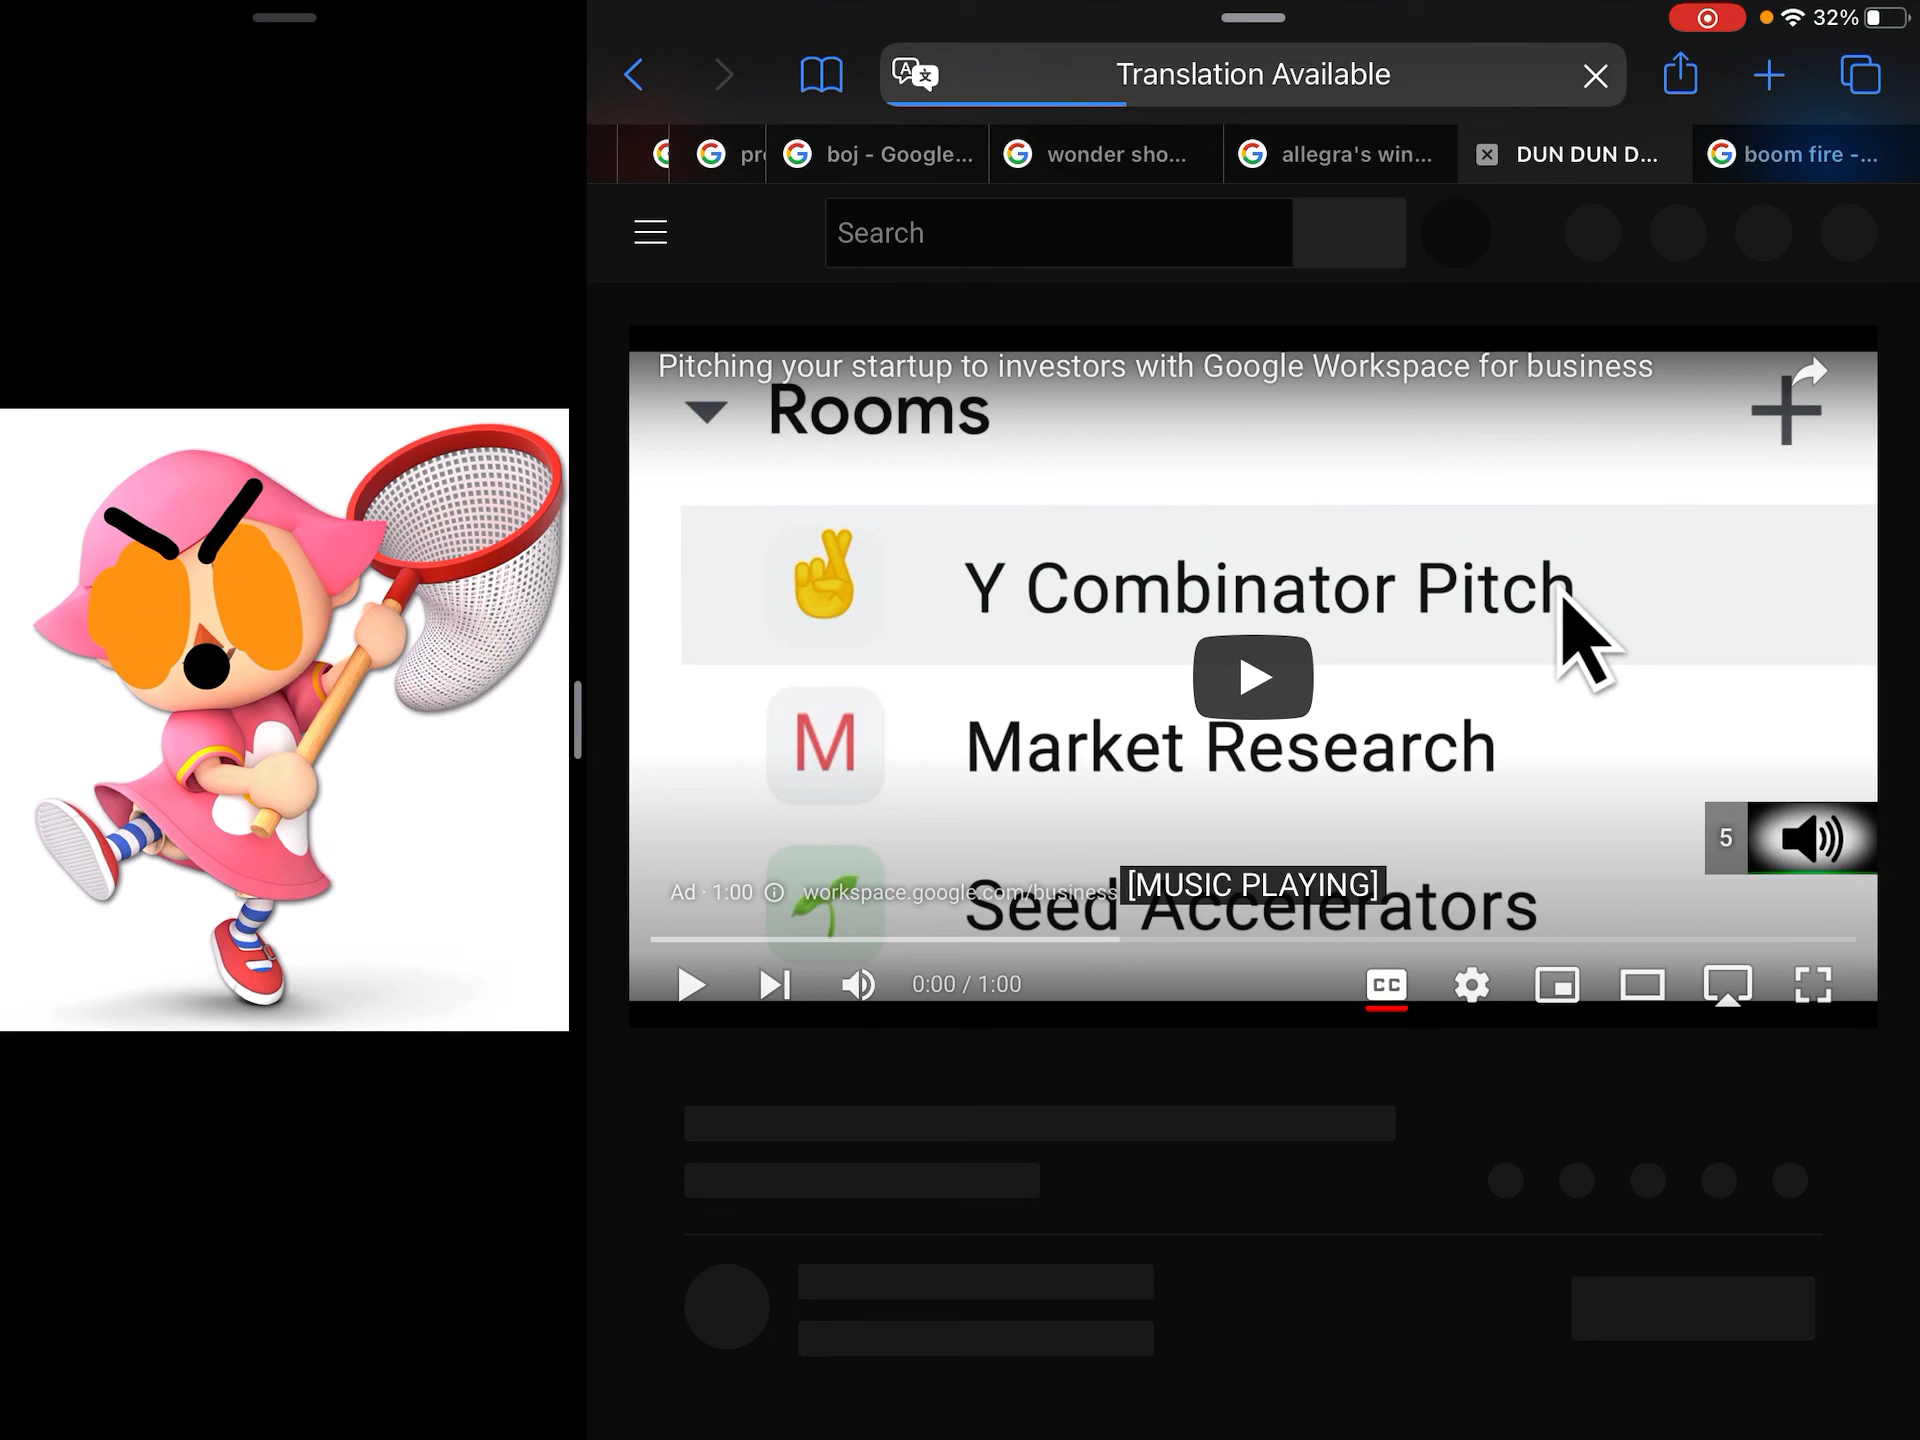 32%
Translation Available
pr
boj - Google...
wonder sho...
allegra's win...
DUN DUN D...
boom fire -...
Search
Pitching your startup to investors with Google Workspace for business
Rooms
Y Combinator Pitch
M
Market Research
5
[MUSIC PLAYING]
Ad · 1:00
workspace.google.com/business
Seed Accelerators
0:00 / 1:00
CC